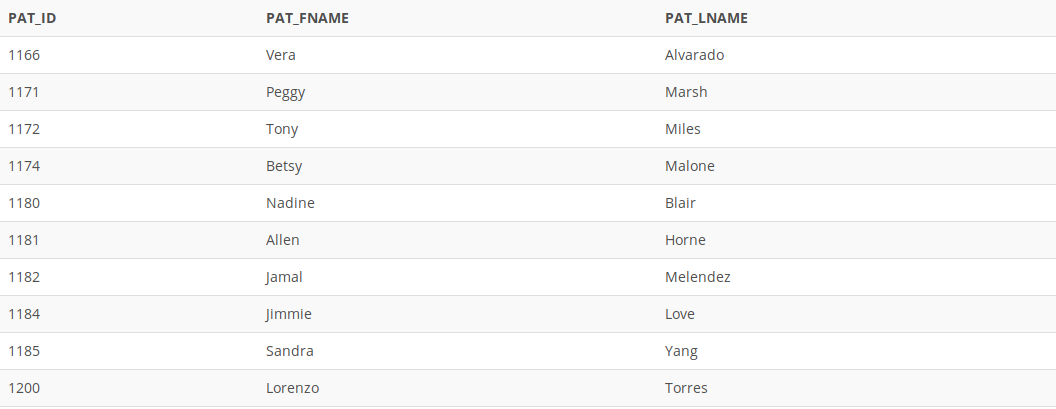 PAT_ID PAT_FNAME PAT_LNAME
1166 Vera Alvarado
1171 Peggy Marsh
1172 Tony Miles
1174 Betsy Malone
1180 Nadine Blair
1181 Allen Horne
1182 Jamal Melendez
1184 Jimmie Love
1185 Sandra Yang
1200 Lorenzo Torres